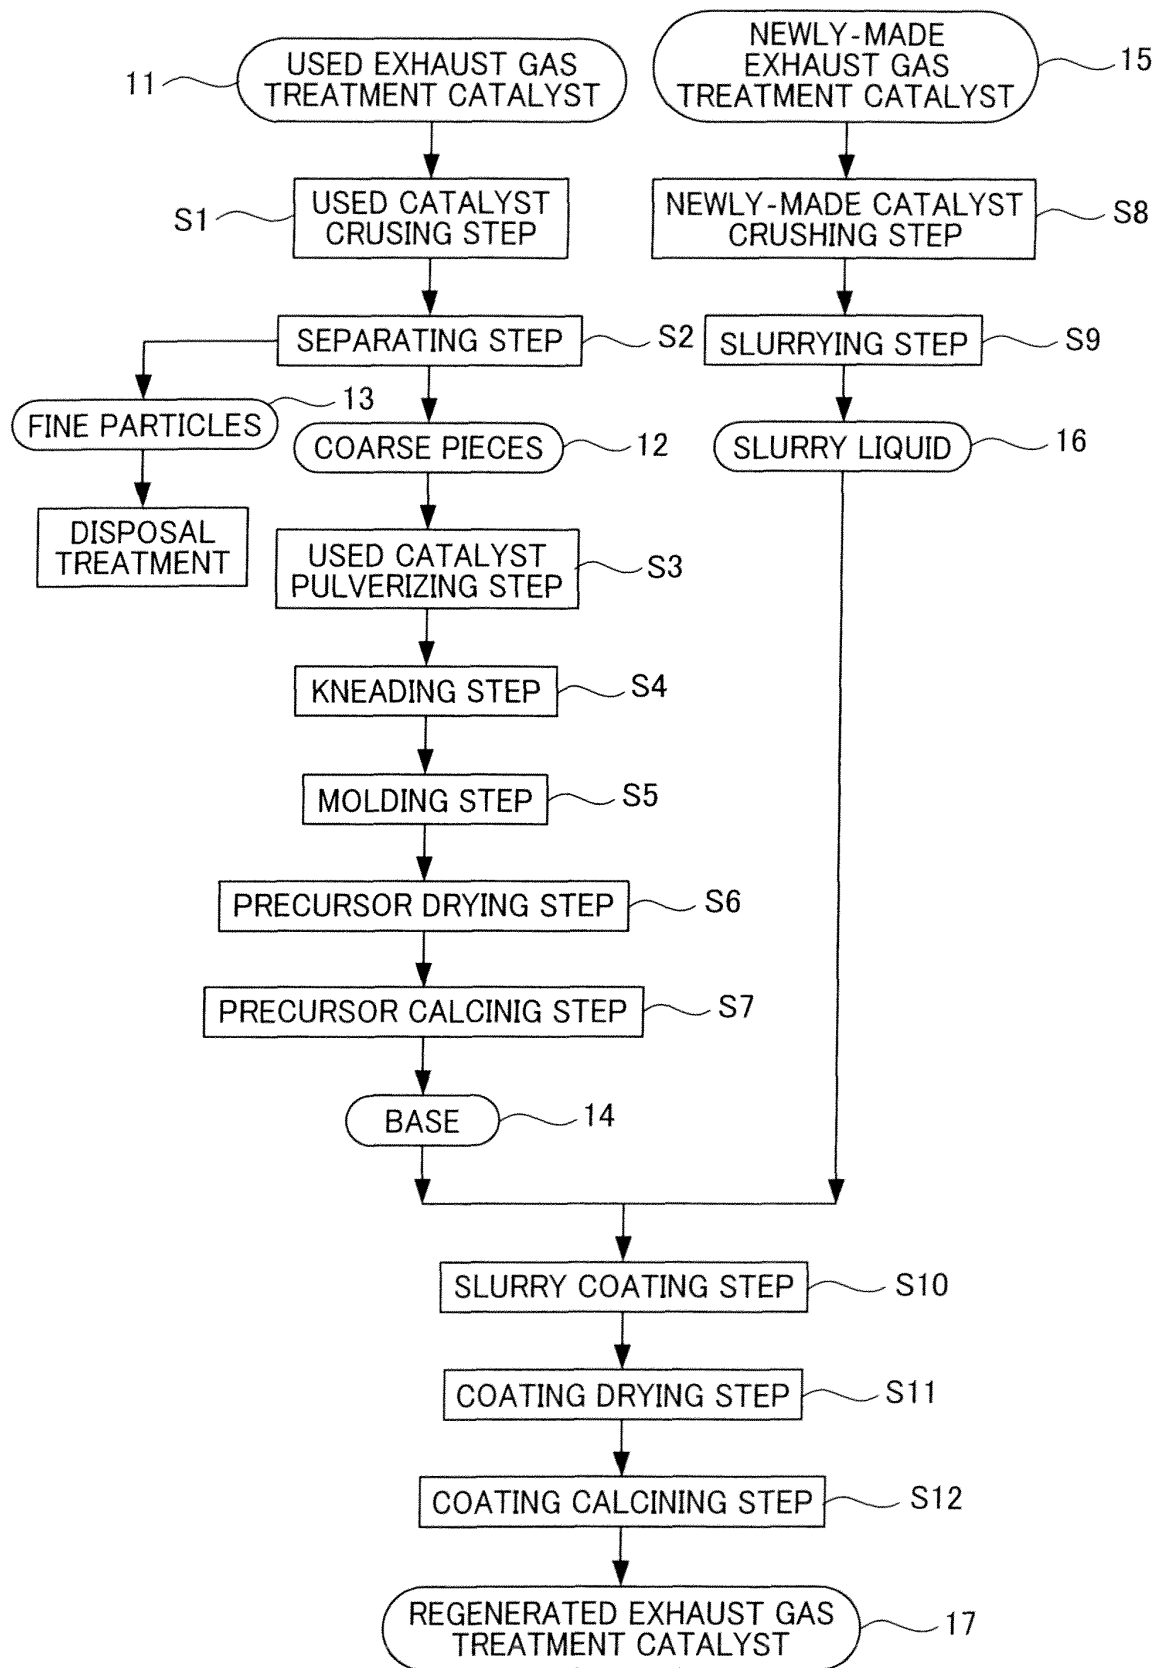 11
USED EXHAUST GAS
TREATMENT CATALYST
NEWLY-MADE
EXHAUST GAS
TREATMENT CATALYST
15
S1
USED CATALYST
CRUSING STEP
NEWLY-MADE CATALYST
CRUSHING STEP
S8
SEPARATING STEP
S2
SLURRYING STEP
S9
FINE PARTICLES
13
COARSE PIECES
12
SLURRY LIQUID
16
DISPOSAL
TREATMENT
USED CATALYST
PULVERIZING STEP
S3
KNEADING STEP
S4
MOLDING STEP
S5
PRECURSOR DRYING STEP
S6
PRECURSOR CALCINIG STEP
S7
BASE
14
SLURRY COATING STEP
S10
COATING DRYING STEP
S11
COATING CALCINING STEP
S12
REGENERATED EXHAUST GAS
TREATMENT CATALYST
17